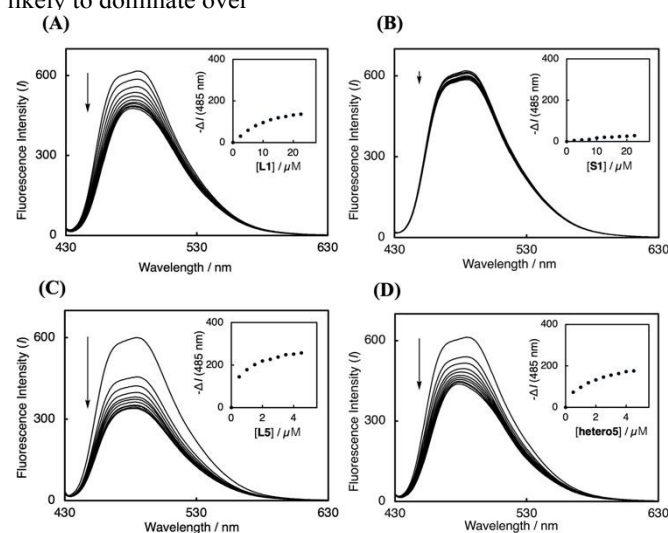 likely to dominate over
(A)
Fluorescence Intensity (I)
600
300
0
430
530
630
Wavelength / nm
-ΔI (485 nm)
400
200
0
0
10
20
[L1] / μM
(B)
Fluorescence Intensity (I)
600
300
0
430
530
630
Wavelength / nm
-ΔI (485 nm)
400
200
0
0
10
20
[S1] / μM
(C)
Fluorescence Intensity (I)
600
300
0
430
530
630
Wavelength / nm
-ΔI (485 nm)
400
200
0
0
2
4
[L5] / μM
(D)
Fluorescence Intensity (I)
600
300
0
430
530
630
Wavelength / nm
-ΔI (485 nm)
400
200
0
0
2
4
[hetero5] / μM